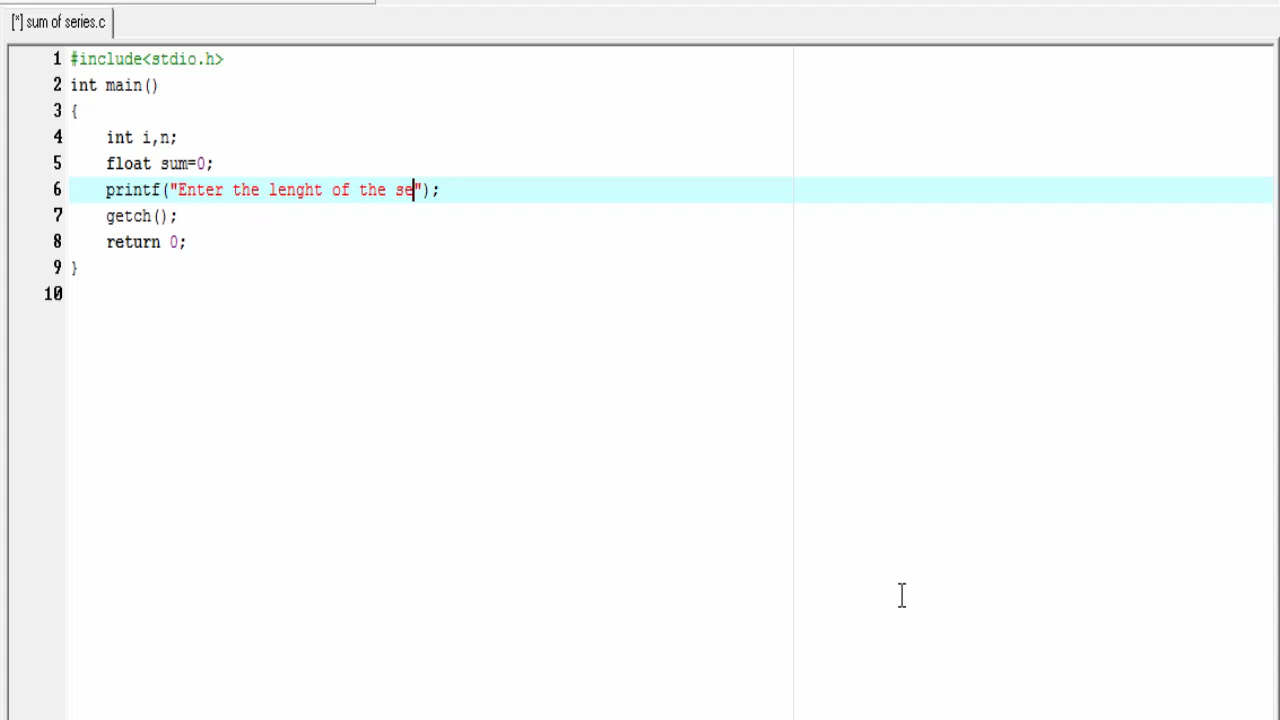 [*] sum of series.c
1 #include<stdio.h>
2 int main()
3 {
4 int i,n;
5 float sum=0;
6 printf("Enter the lenght of the se");
7 getch();
8 return 0;
9 }
10